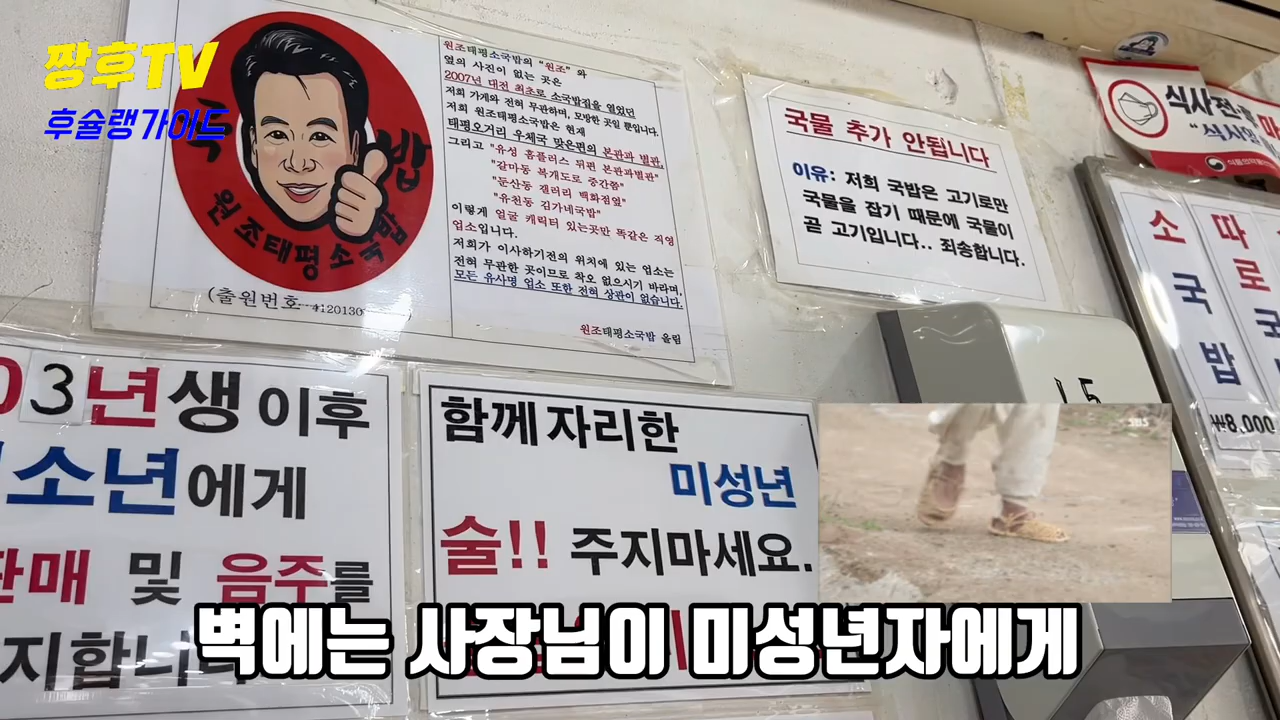 짱후TV
후슐랭가이드
국밥
원조태평소국밥
(출원번호
원조태평소국밥의 "원조" 와
옆의 사진이 없는 곳은
2007년 대전 최초로 소국밥집을 열었던
저희 가게와 전혀 무관하며, 모방한 곳일 뿐입니다.
저희 원조태평소국밥은 현재
태평오거리 우체국 맞은편의 본관과 별관,
그리고 "유성 홈플러스 뒤편 본관과별관"
"갈마동 복개도로 중간쯤"
"둔산동 갤러리 백화점옆"
"유천동 김가네국밥"
이렇게 얼굴 캐릭터 있는곳만 똑같은 직영
업소입니다.
저희가 이사하기전의 위치에 있는 업소는
전혀 무관한 곳이므로 착오 없으시기 바라며,
모든 유사명 업소 또한 전혀 상관이 없습니다.
원조태평소국밥 올림
국물 추가 안됩니다
이유: 저희 국밥은 고기로만
국물을 잡기 때문에 국물이
곧 고기입니다.. 죄송합니다.
식사전·후
"식사알
소국밥
₩8,000
따로국
03년생 이후
소년에게
판매 및 음주를
지합니
함께자리한
미성년
술!! 주지마세요.
SBS
벽에는 사장님이 미성년자에게